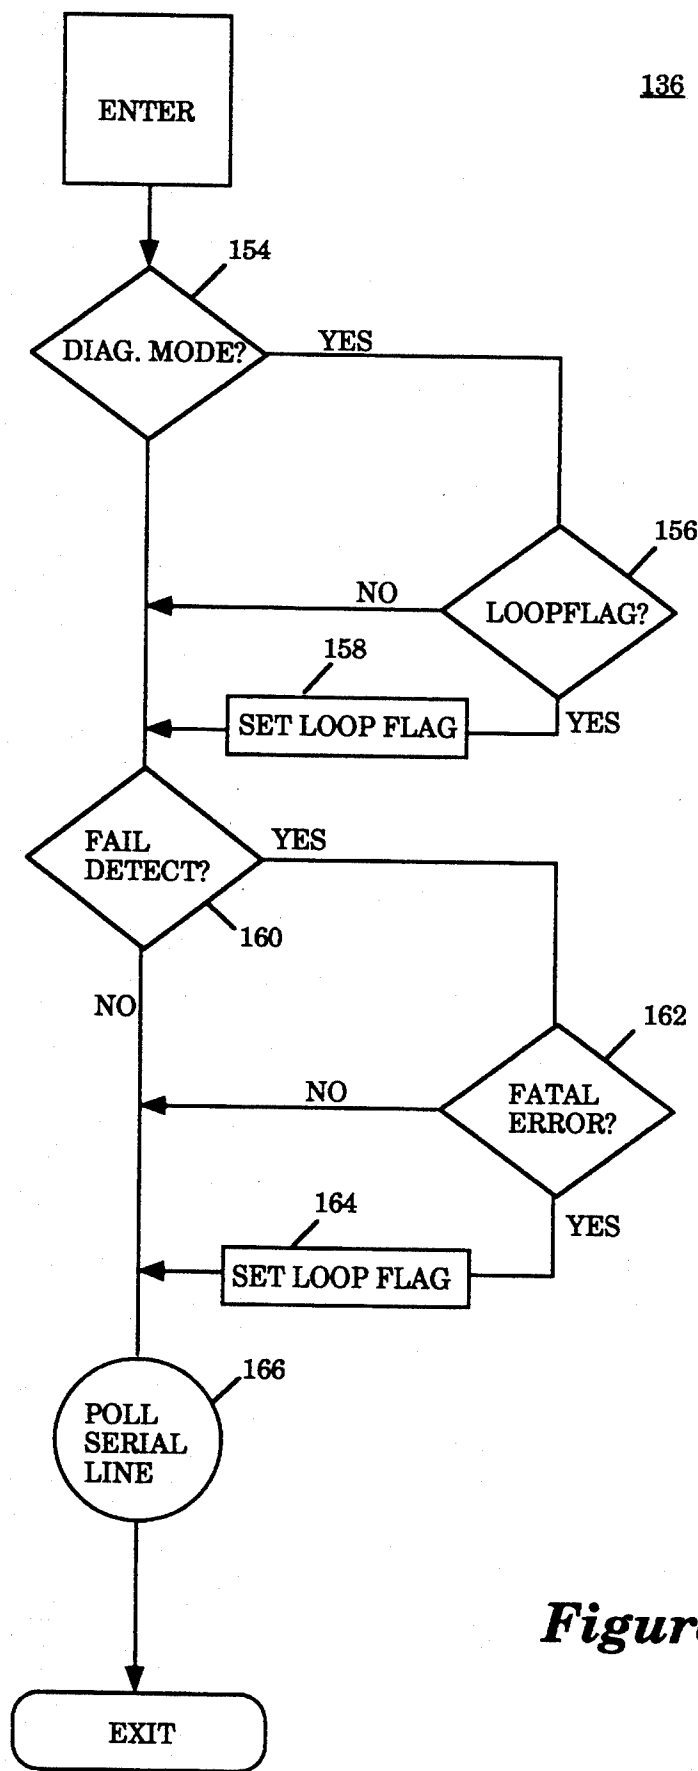 ENTER
136
154
DIAG. MODE?
YES
156
LOOPFLAG?
NO
158
SET LOOP FLAG
YES
FAIL
DETECT?
YES
160
NO
162
FATAL
ERROR?
NO
164
YES
SET LOOP FLAG
166
POLL
SERIAL
LINE
Figure
EXIT